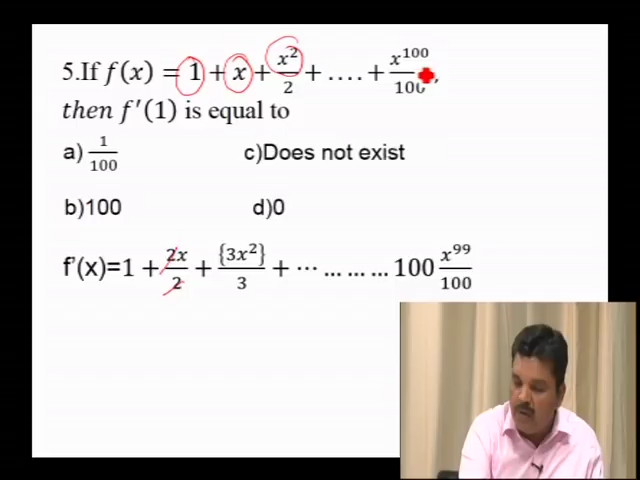 5.If f(x) = 1 + x + x²/2 + .... + x¹⁰⁰/100,
then f'(1) is equal to
a) 1/100 c)Does not exist
b)100 d)0
f'(x)=1 + 2x/2 + {3x²}/3 + ⋯ ... ... ... 100 x⁹⁹/100